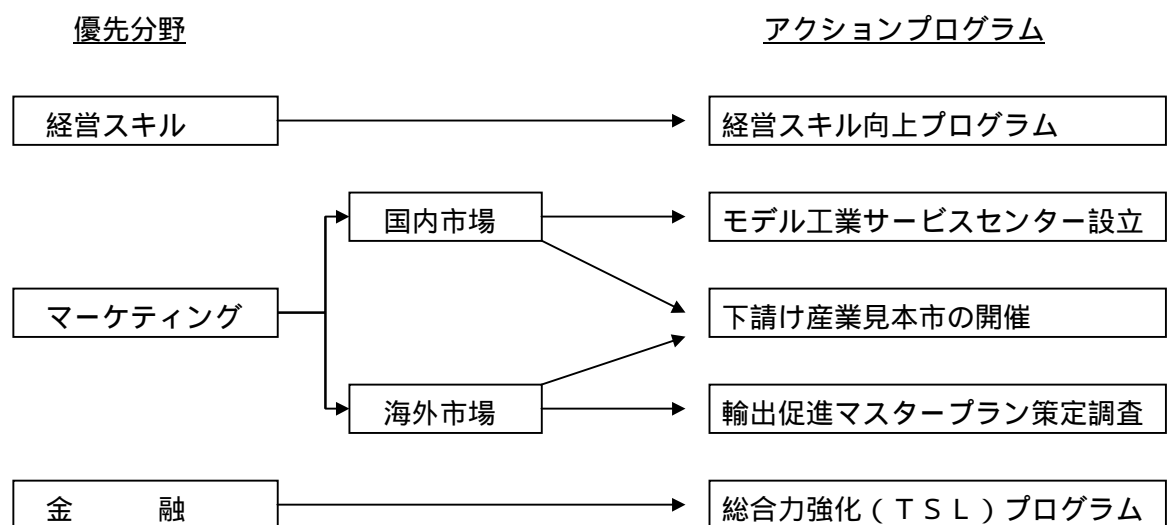 優先分野 アクションプログラム
経営スキル 経営スキル向上プログラム
国内市場 モデル工業サービスセンター設立
マーケティング 下請け産業見本市の開催
海外市場 輸出促進マスタープラン策定調査
金 融 総合力強化(TSL)プログラム